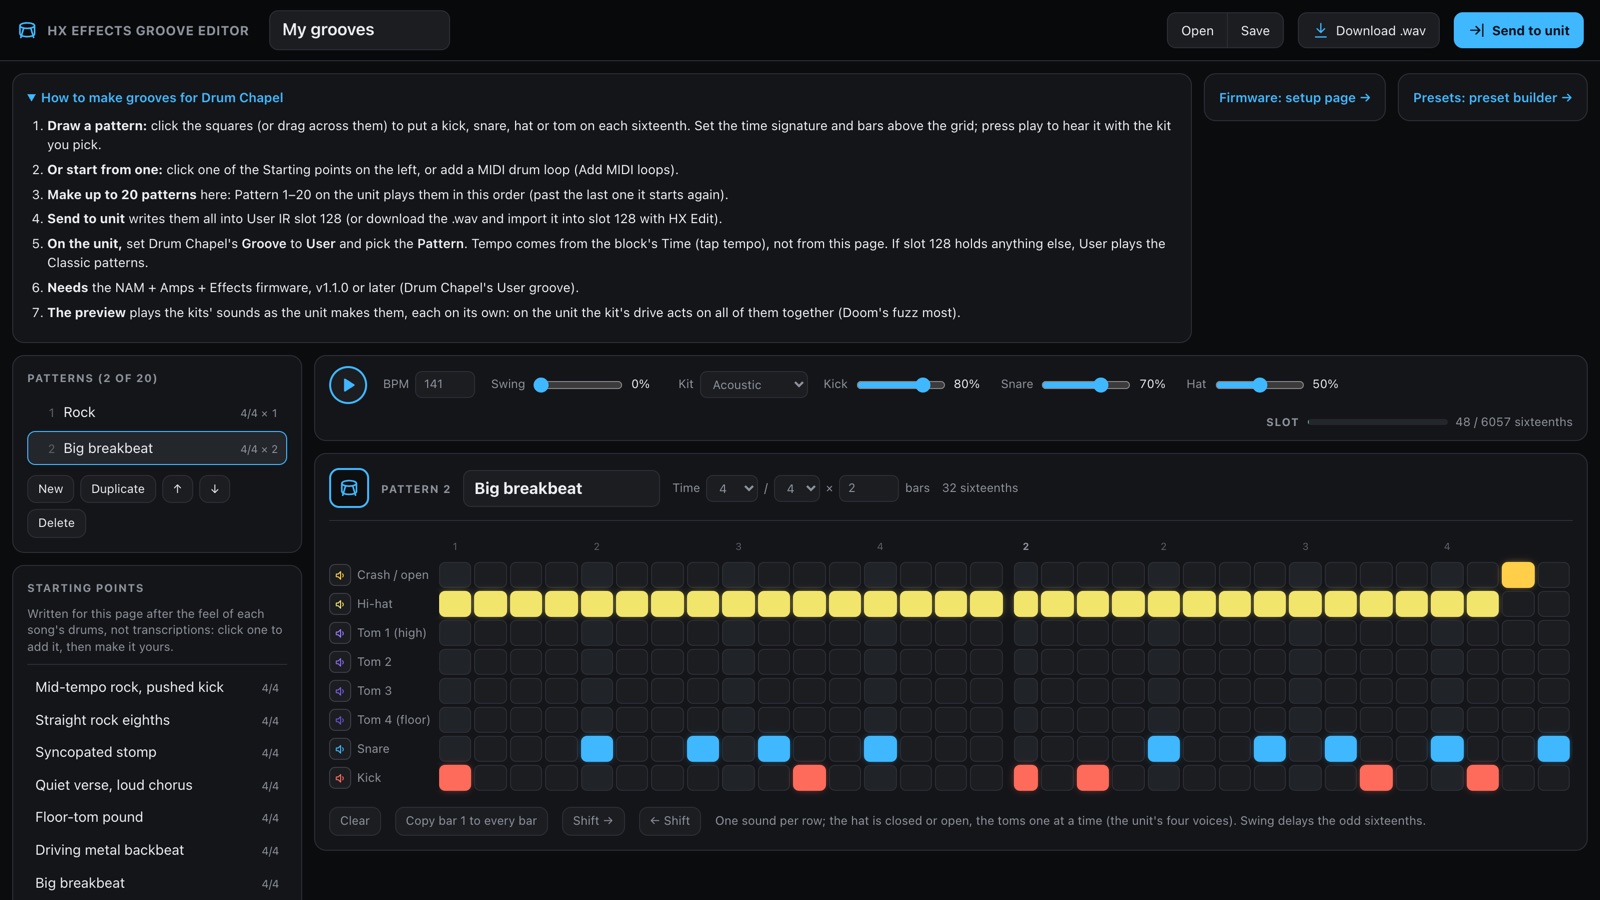 HX EFFECTS GROOVE EDITOR
My grooves
Open
Save
Download .wav
Send to unit
▼ How to make grooves for Drum Chapel
1. Draw a pattern: click the squares (or drag across them) to put a kick, snare, hat or tom on each sixteenth. Set the time signature and bars above the grid; press play to hear it with the kit
you pick.
2. Or start from one: click one of the Starting points on the left, or add a MIDI drum loop (Add MIDI loops).
3. Make up to 20 patterns here: Pattern 1–20 on the unit plays them in this order (past the last one it starts again).
4. Send to unit writes them all into User IR slot 128 (or download the .wav and import it into slot 128 with HX Edit).
5. On the unit, set Drum Chapel's Groove to User and pick the Pattern. Tempo comes from the block's Time (tap tempo), not from this page. If slot 128 holds anything else, User plays the
Classic patterns.
6. Needs the NAM + Amps + Effects firmware, v1.1.0 or later (Drum Chapel's User groove).
7. The preview plays the kits' sounds as the unit makes them, each on its own: on the unit the kit's drive acts on all of them together (Doom's fuzz most).
Firmware: setup page →
Presets: preset builder →
PATTERNS (2 OF 20)
1 Rock 4/4 × 1
2 Big breakbeat 4/4 × 2
New
Duplicate
↑
↓
Delete
STARTING POINTS
Written for this page after the feel of each
song's drums, not transcriptions: click one to
add it, then make it yours.
Mid-tempo rock, pushed kick 4/4
Straight rock eighths 4/4
Syncopated stomp 4/4
Quiet verse, loud chorus 4/4
Floor-tom pound 4/4
Driving metal backbeat 4/4
Big breakbeat 4/4
BPM 141
Swing 0%
Kit Acoustic
Kick 80%
Snare 70%
Hat 50%
SLOT 48 / 6057 sixteenths
PATTERN 2
Big breakbeat
Time 4 / 4 × 2 bars 32 sixteenths
1 2 3 4 2 2 3 4
Crash / open
Hi-hat
Tom 1 (high)
Tom 2
Tom 3
Tom 4 (floor)
Snare
Kick
Clear
Copy bar 1 to every bar
Shift →
← Shift
One sound per row; the hat is closed or open, the toms one at a time (the unit's four voices). Swing delays the odd sixteenths.